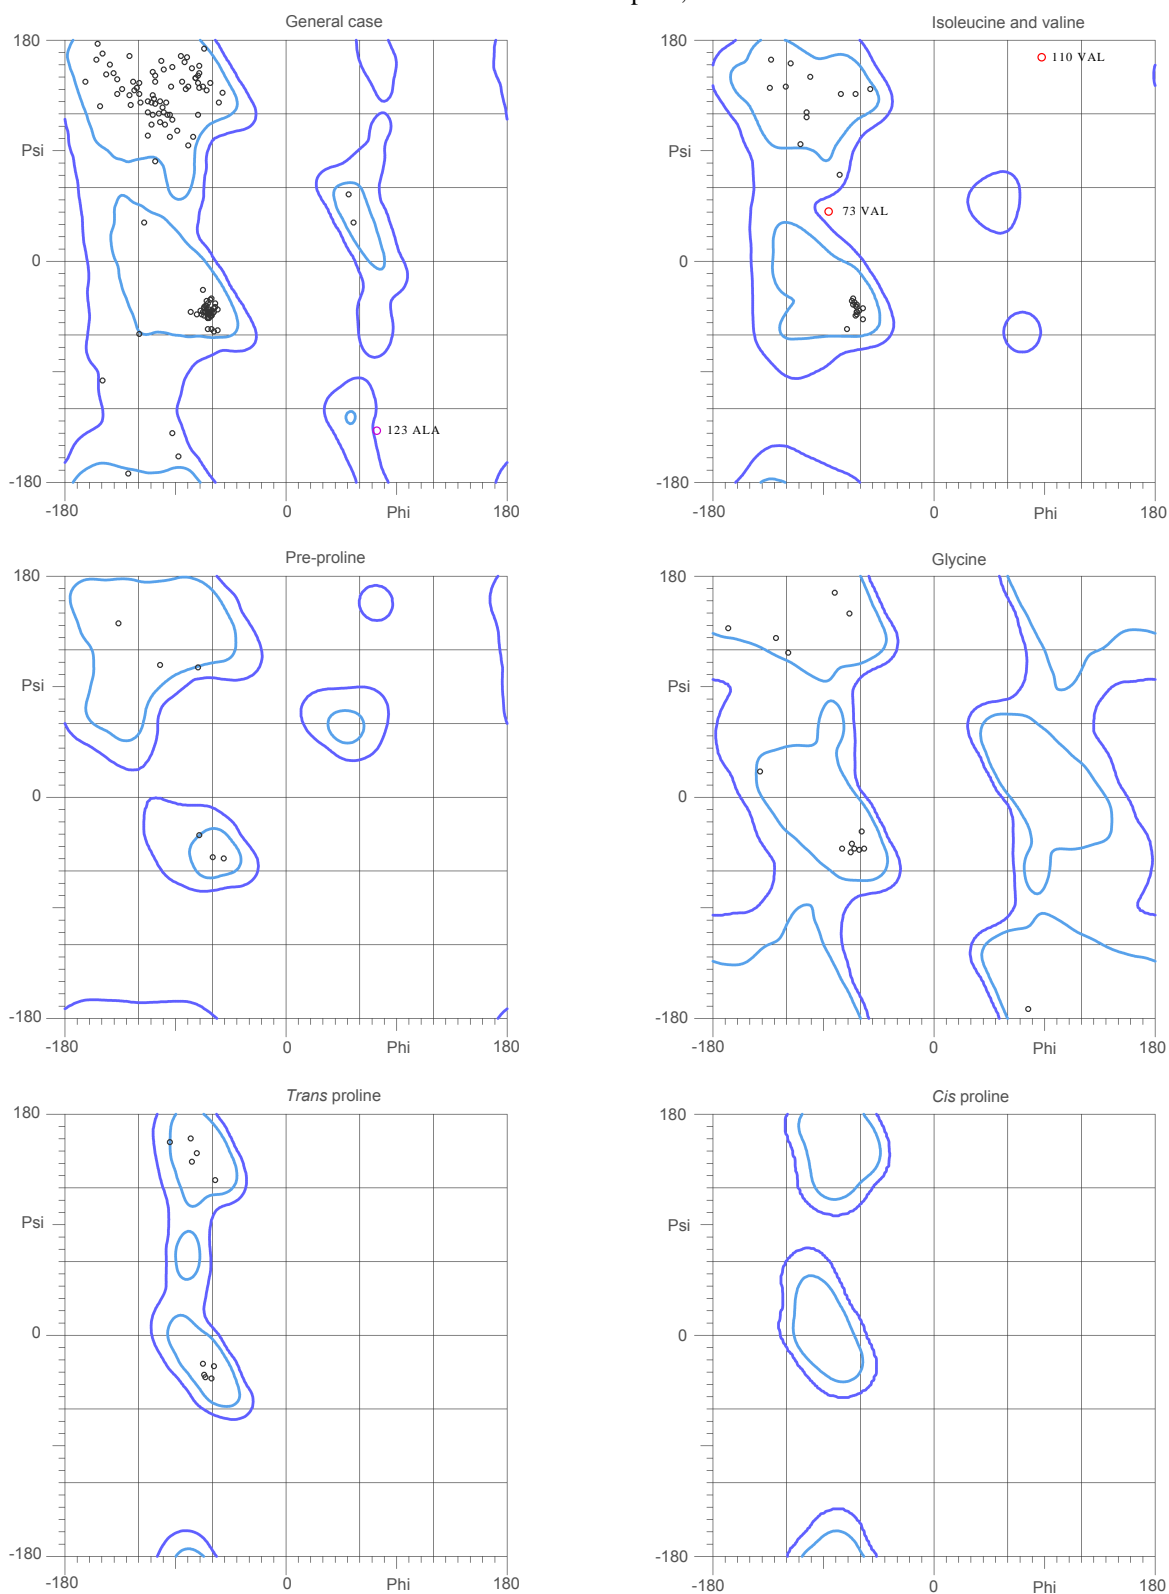 General case
180
Psi
0
-180
-180
0
Phi
180
123 ALA
Isoleucine and valine
180
Psi
0
-180
-180
0
Phi
180
110 VAL
73 VAL
Pre-proline
180
Psi
0
-180
-180
0
Phi
180
Glycine
180
Psi
0
-180
-180
0
Phi
180
Trans proline
180
Psi
0
-180
-180
0
Phi
180
Cis proline
180
Psi
0
-180
-180
0
Phi
180